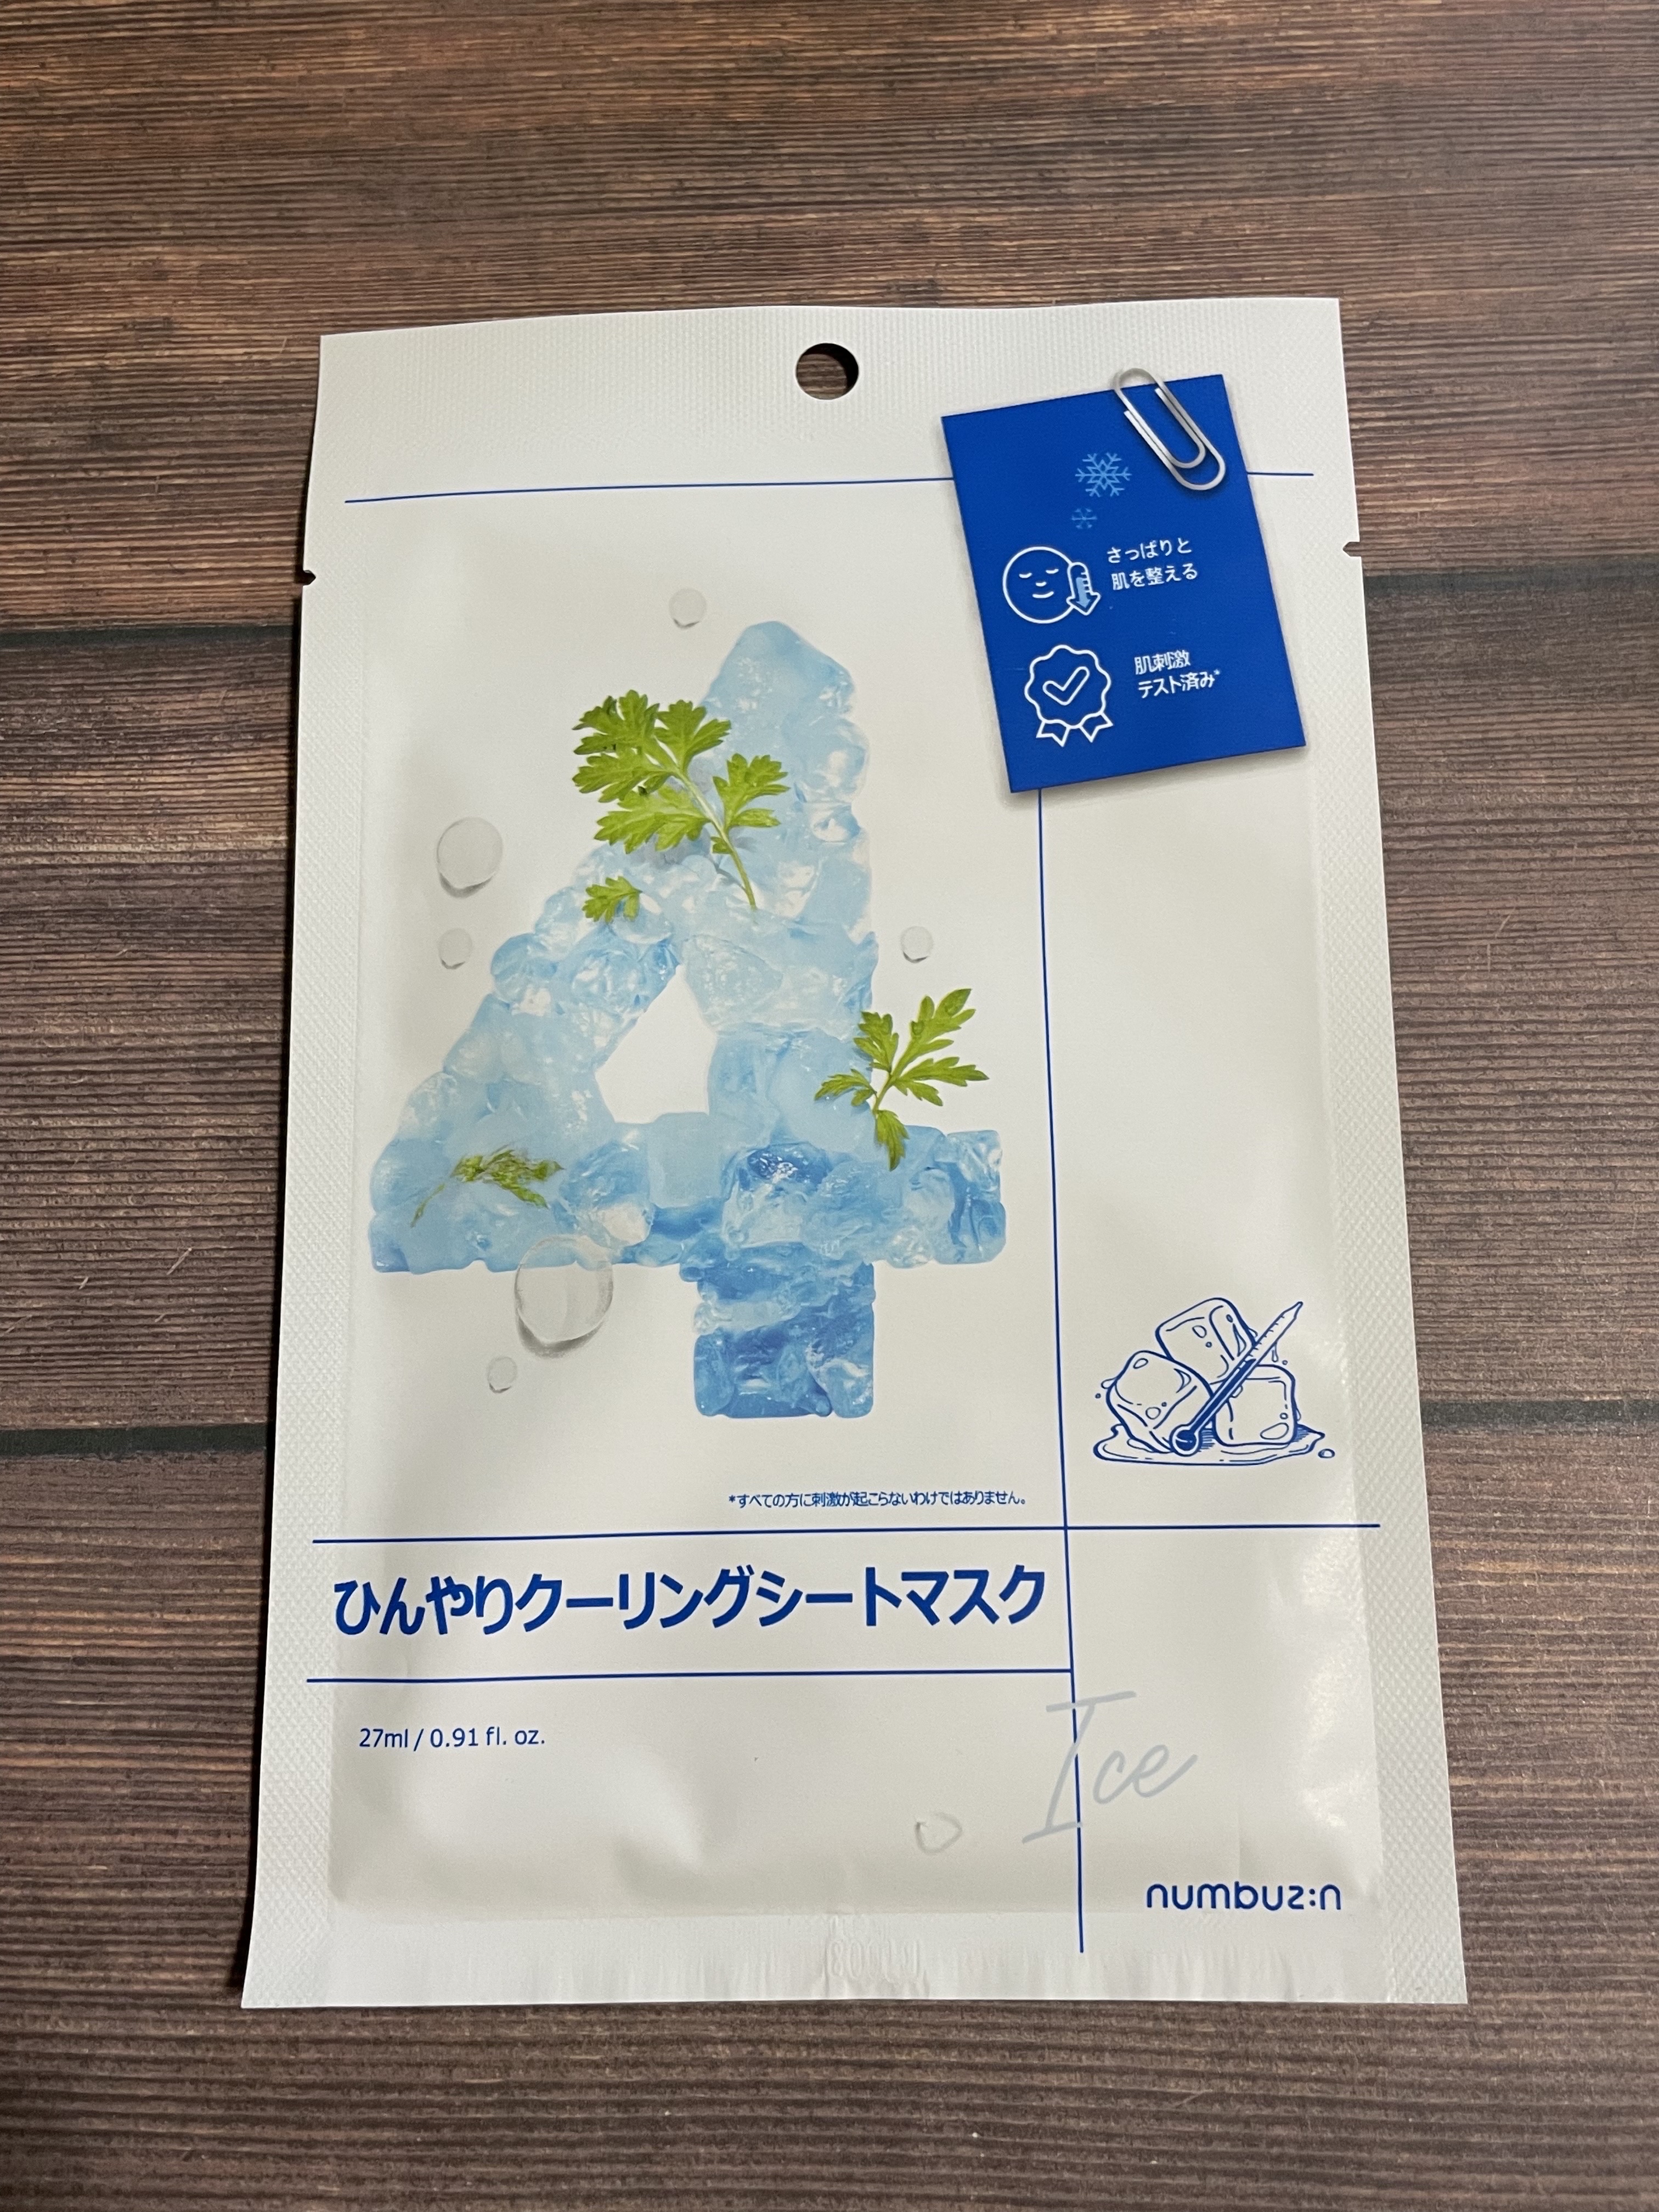 さっぱりと
肌を整える
肌刺激
テスト済み*
4
*すべての方に刺激が起こらないわけではありません。
ひんやりクーリングシートマスク
27ml / 0.91 fl. oz.
Ice
numbuz:n